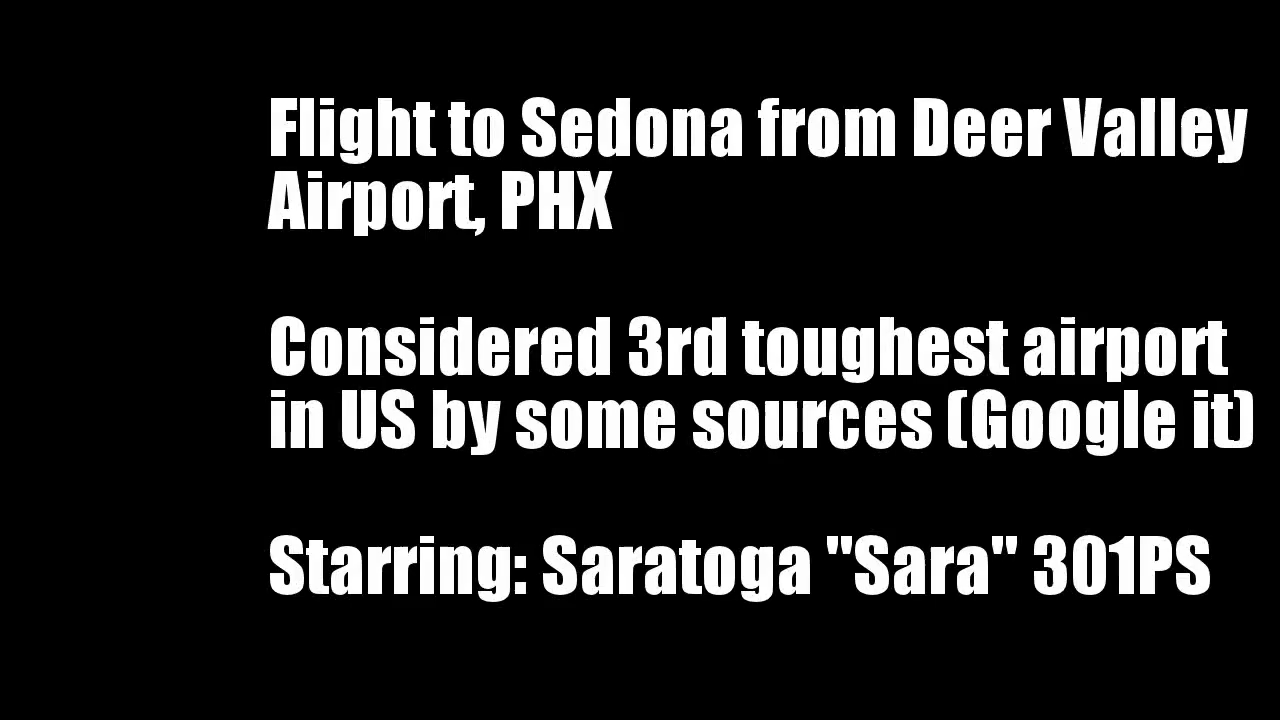 Flight to Sedona from Deer Valley
Airport, PHX
Considered 3rd toughest airport
in US by some sources (Google it)
Starring: Saratoga "Sara" 301PS